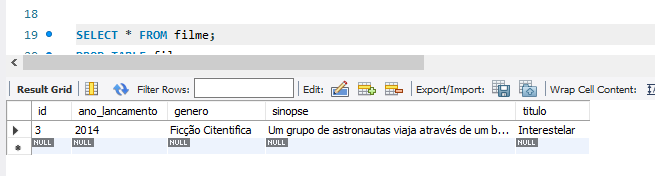 18
19 SELECT * FROM filme;
20 DROP TABLE fil
Result Grid Filter Rows: Edit: Export/Import: Wrap Cell Content:
id ano_lancamento genero sinopse titulo
3 2014 Ficção Citentifica Um grupo de astronautas viaja através de um b... Interestelar
NULL NULL NULL NULL NULL